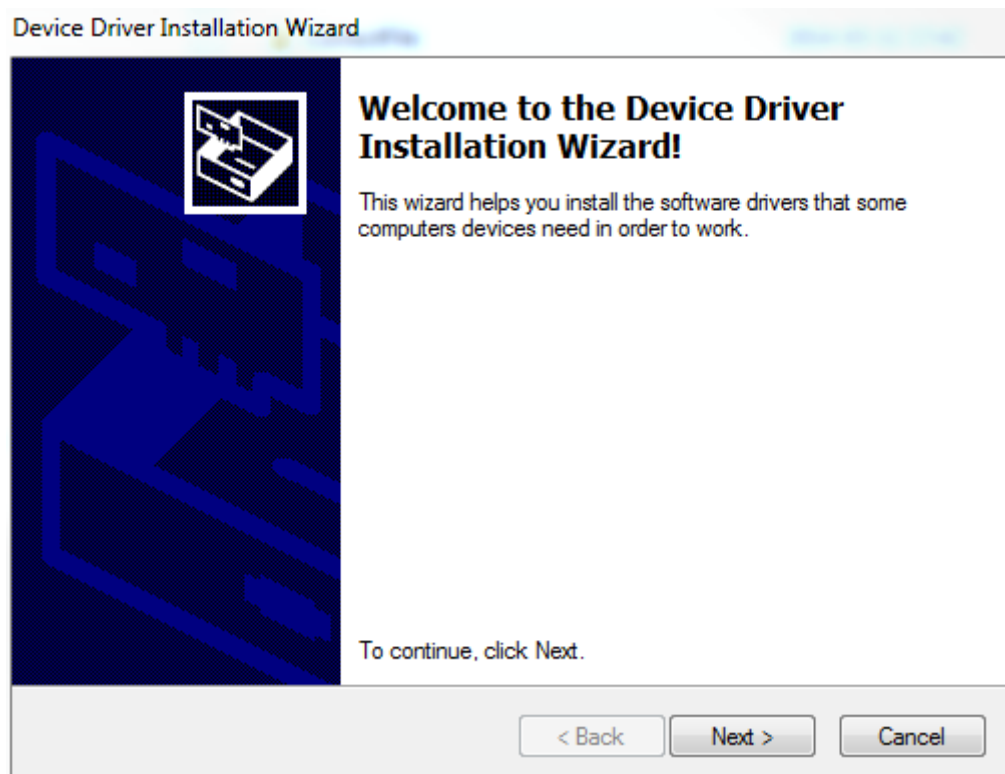 Device Driver Installation Wizard
Welcome to the Device Driver
Installation Wizard!
This wizard helps you install the software drivers that some
computers devices need in order to work.
To continue, click Next.
< Back
Next >
Cancel